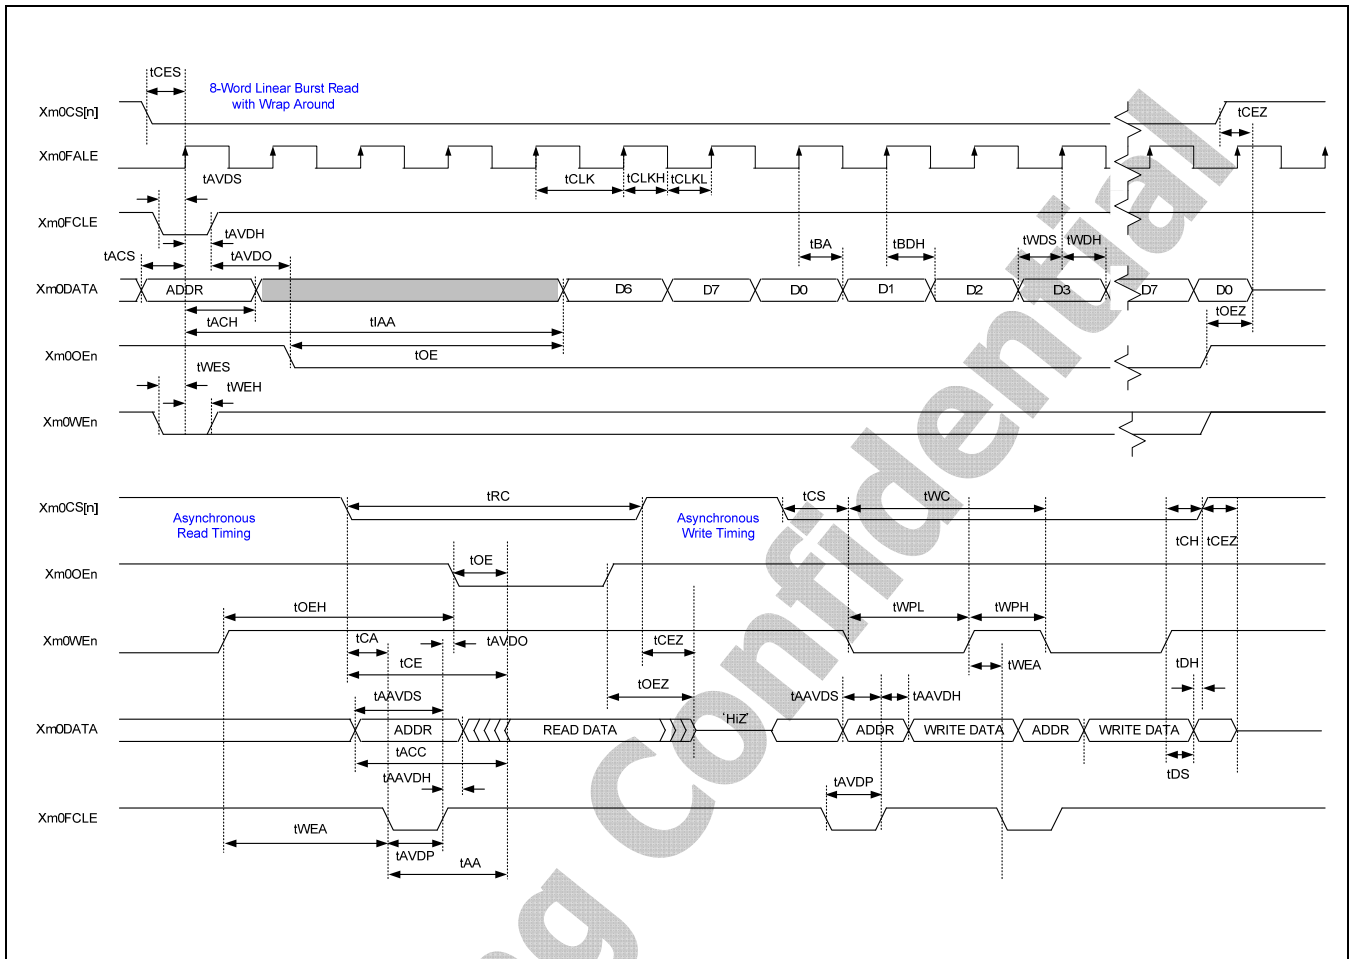 tCES
8-Word Linear Burst Read
with Wrap Around
Xm0CS[n]
tCEZ
Xm0FALE
tAVDS
tCLK
tCLKH
tCLKL
Xm0FCLE
tAVDH
tACS
tAVDO
tBA
tBDH
tWDS
tWDH
Xm0DATA
ADDR
D6
D7
D0
D1
D2
D3
D7
D0
tACH
tIAA
tOEZ
Xm0OEn
tOE
tWES
tWEH
Xm0WEn
Xm0CS[n]
tRC
tCS
tWC
Asynchronous
Read Timing
Asynchronous
Write Timing
tCH
tCEZ
Xm0OEn
tOE
tOEH
tWPL
tWPH
Xm0WEn
tCA
tAVDO
tCEZ
tWEA
tDH
tCE
tOEZ
tAAVDS
tAAVDS
tAAVDH
Xm0DATA
ADDR
READ DATA
'HiZ'
ADDR
WRITE DATA
ADDR
WRITE DATA
tACC
tAAVDH
tDS
tAVDP
Xm0FCLE
tWEA
tAVDP
tAA
ng Confidential